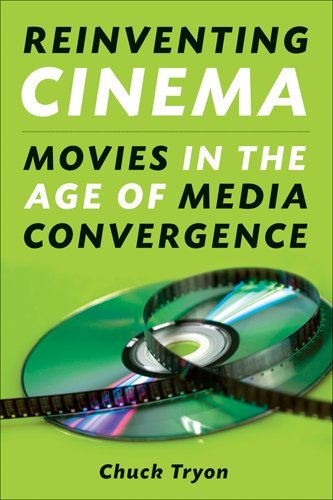 REINVENTING
CINEMA
MOVIES IN THE
AGE OF MEDIA
CONVERGENCE
Chuck Tryon